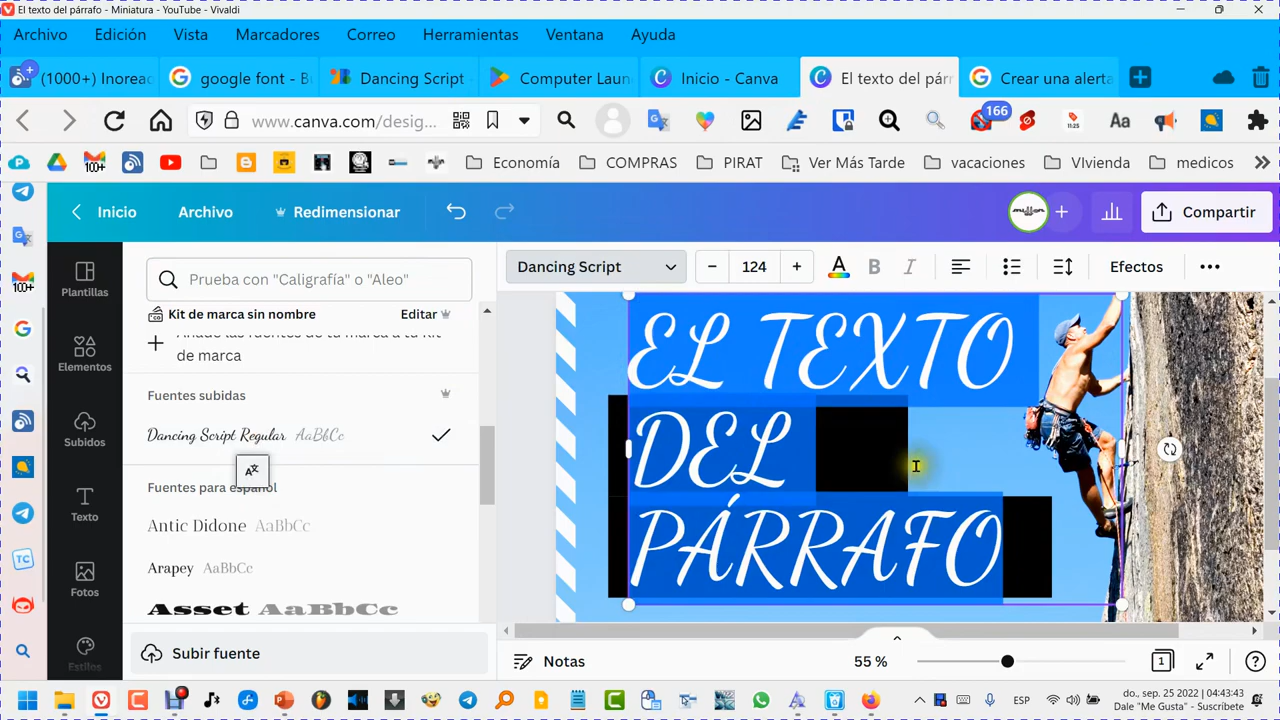 El texto del párrafo - Miniatura - YouTube - Vivaldi
Archivo Edición Vista Marcadores Correo Herramientas Ventana Ayuda
(1000+) Inorea google font - B Dancing Script Computer Laun Inicio - Canva El texto del párr Crear una alerta
www.canva.com/desig... 166 11:25 Aa
100+ Economía COMPRAS PIRAT Ver Más Tarde vacaciones VIvienda medicos
Inicio Archivo Redimensionar Compartir
Prueba con "Caligrafía" o "Aleo" Dancing Script 124 A B I Efectos
Kit de marca sin nombre Editar
Añade las fuentes de tu marca a tu kit
de marca
Fuentes subidas
Dancing Script Regular AaBbCc
Fuentes para español
Antic Didone AaBbCc
Arapey AaBbCc
Asset AaBbCc
Subir fuente
Plantillas
Elementos
Subidos
Texto
Fotos
Estilos
100+
TC
EL TEXTO
DEL
PÁRRAFO
Notas 55 % 1
ESP do., sep. 25 2022 | 04:43:43
Dale "Me Gusta" - Suscríbete